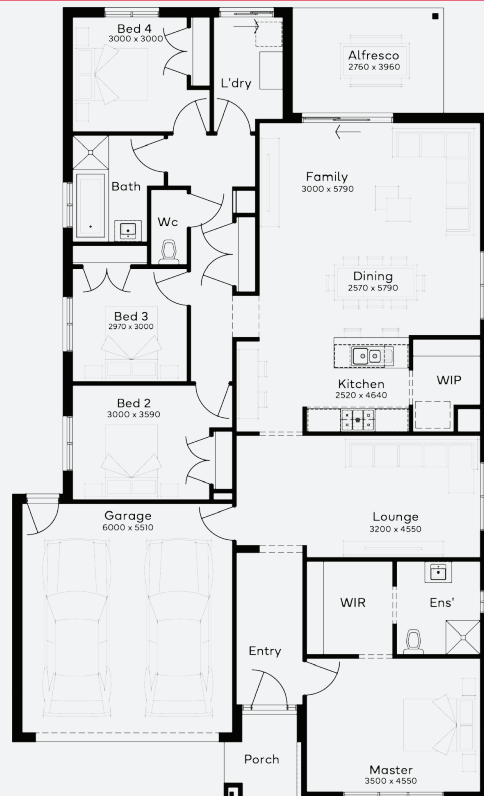 Bed 4
3000 x 3000
L'dry
Alfresco
2760 x 3960
Bath
Wc
Family
3000 x 5790
Dining
2570 x 5790
Bed 3
2970 x 3000
Kitchen
2520 x 4640
WIP
Bed 2
3000 x 3590
Garage
6000 x 5510
Lounge
3200 x 4550
WIR
Ens'
Entry
Porch
Master
3500 x 4550